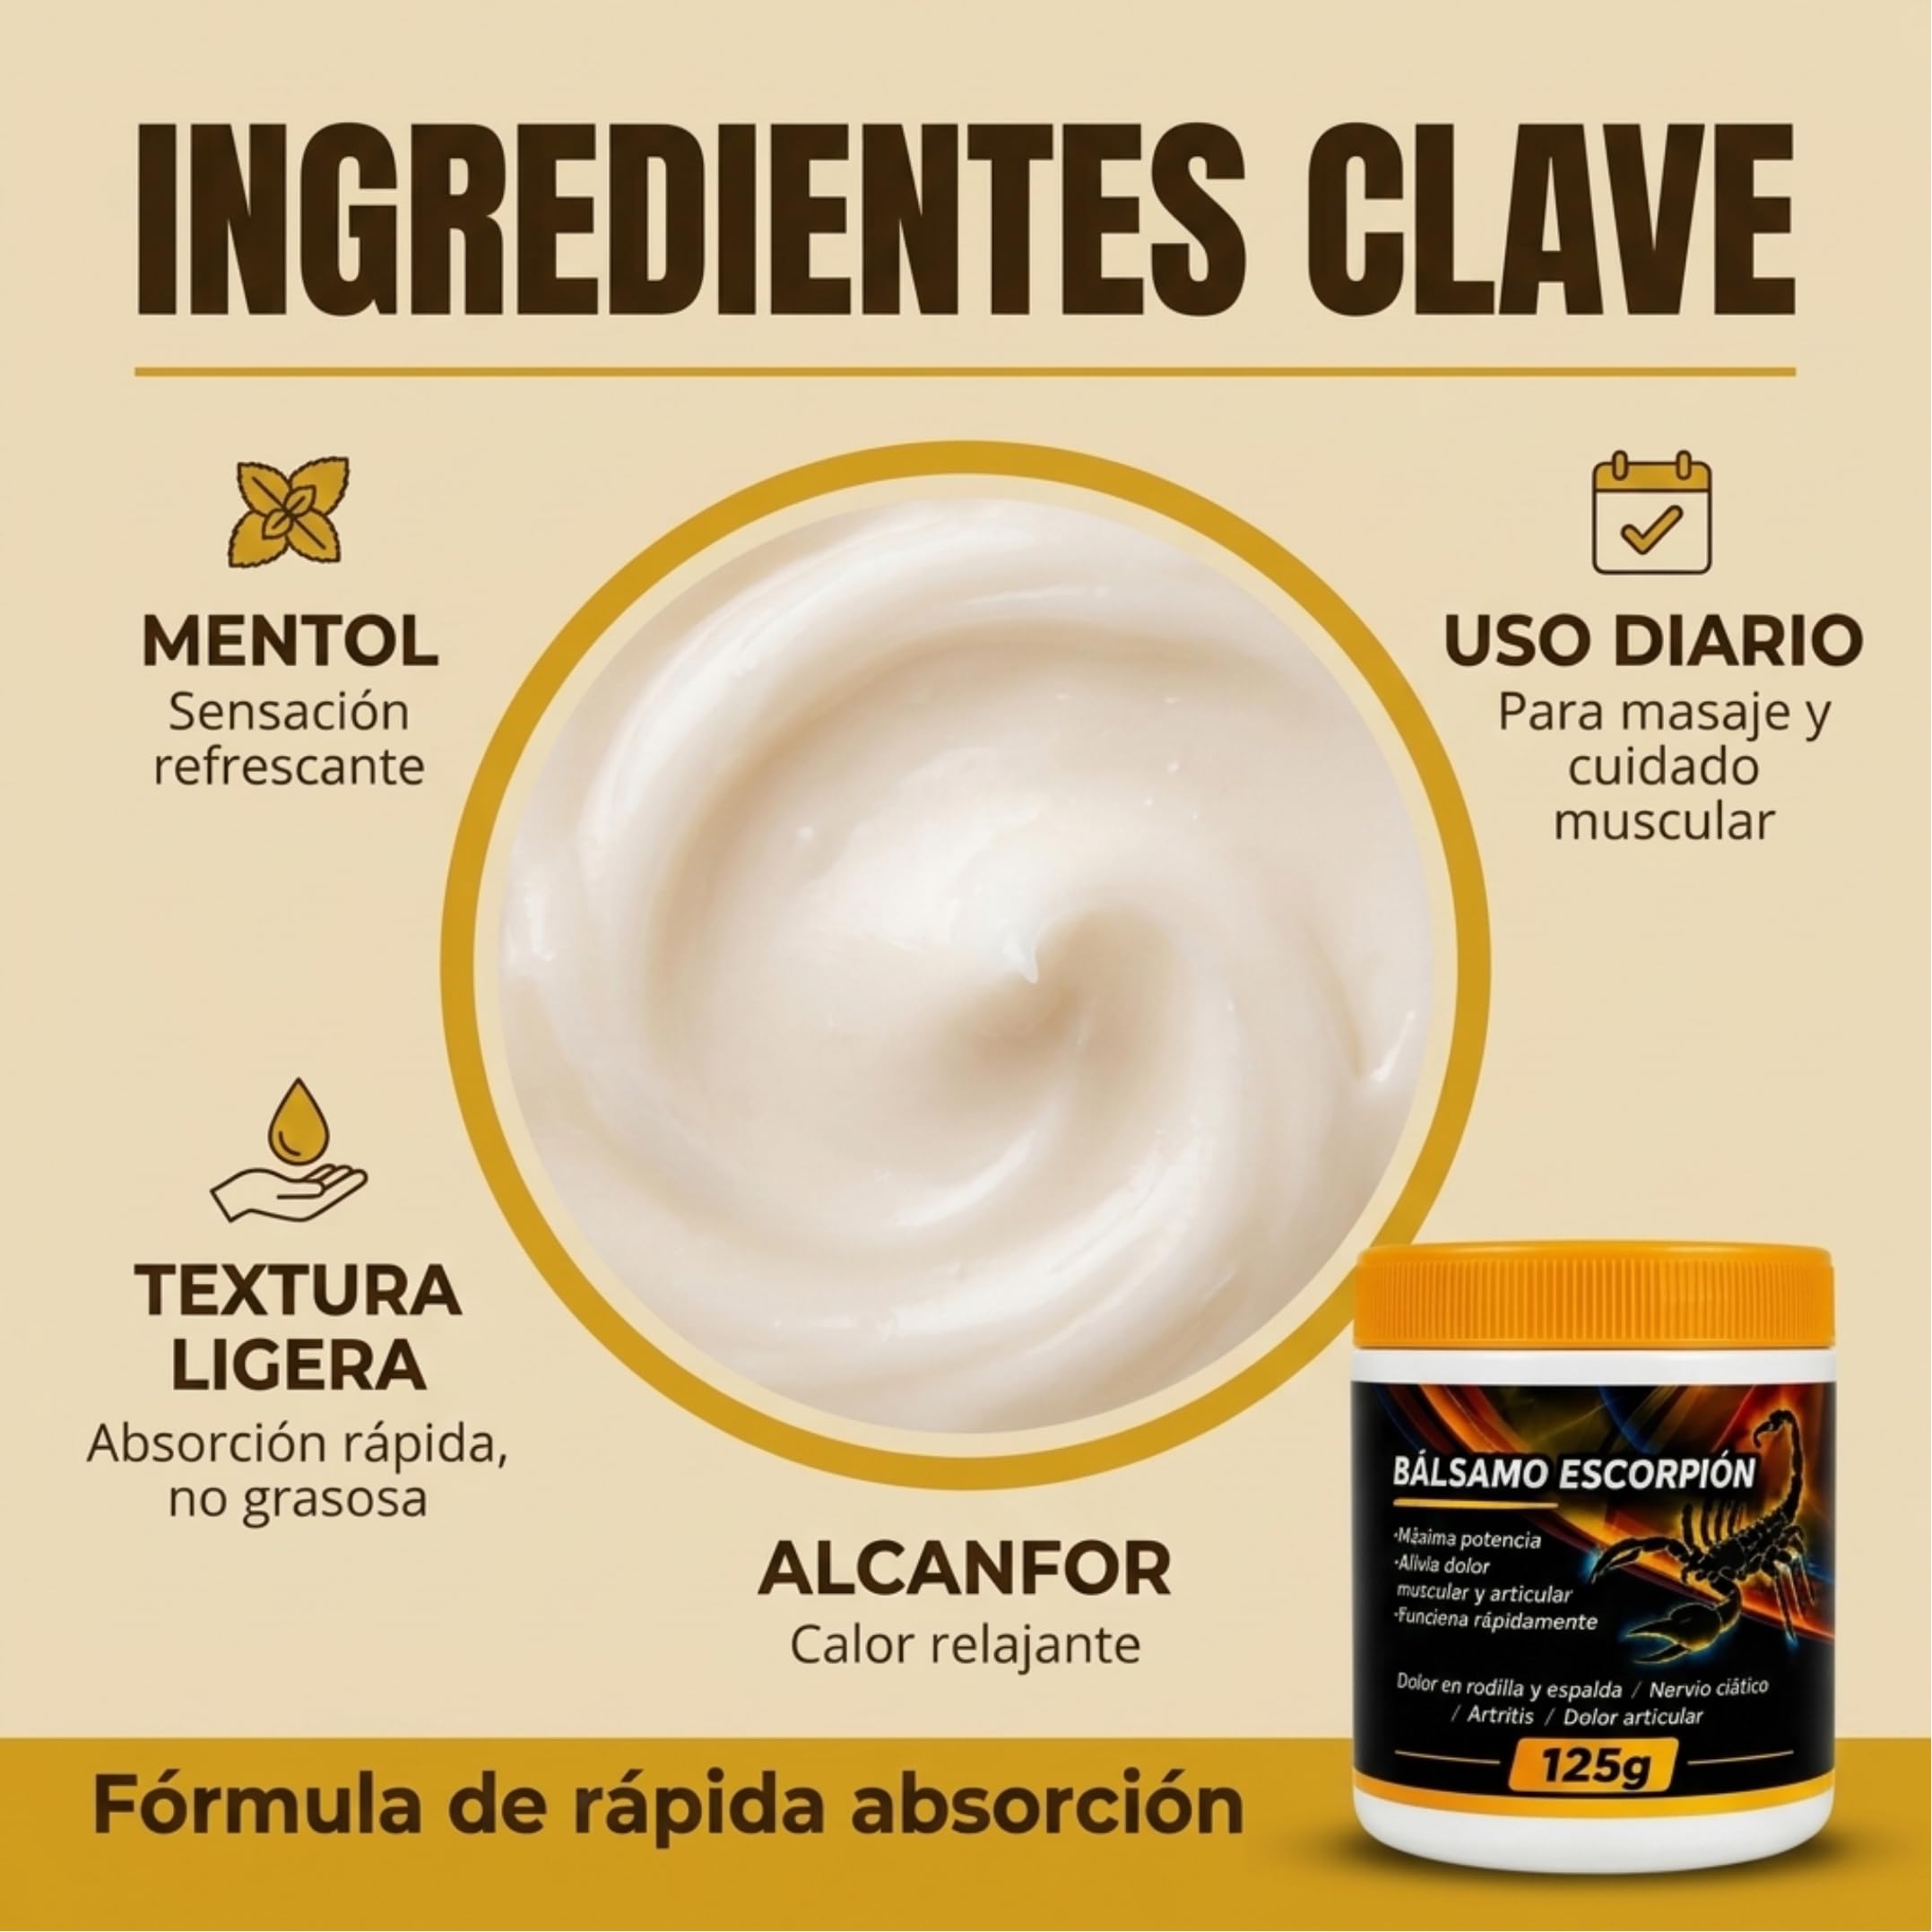 INGREDIENTES CLAVE
MENTOL
Sensación
refrescante
USO DIARIO
Para masaje y
cuidado
muscular
TEXTURA
LIGERA
Absorción rápida,
no grasosa
ALCANFOR
Calor relajante
Fórmula de rápida absorción
BÁLSAMO ESCORPIÓN
potencia
•Alivia dolor
muscular y articular
•Funciena rápidamente
Dolor en rodilla y espalda / Nervio ciático
/ Artritis / Dolor articular
125g